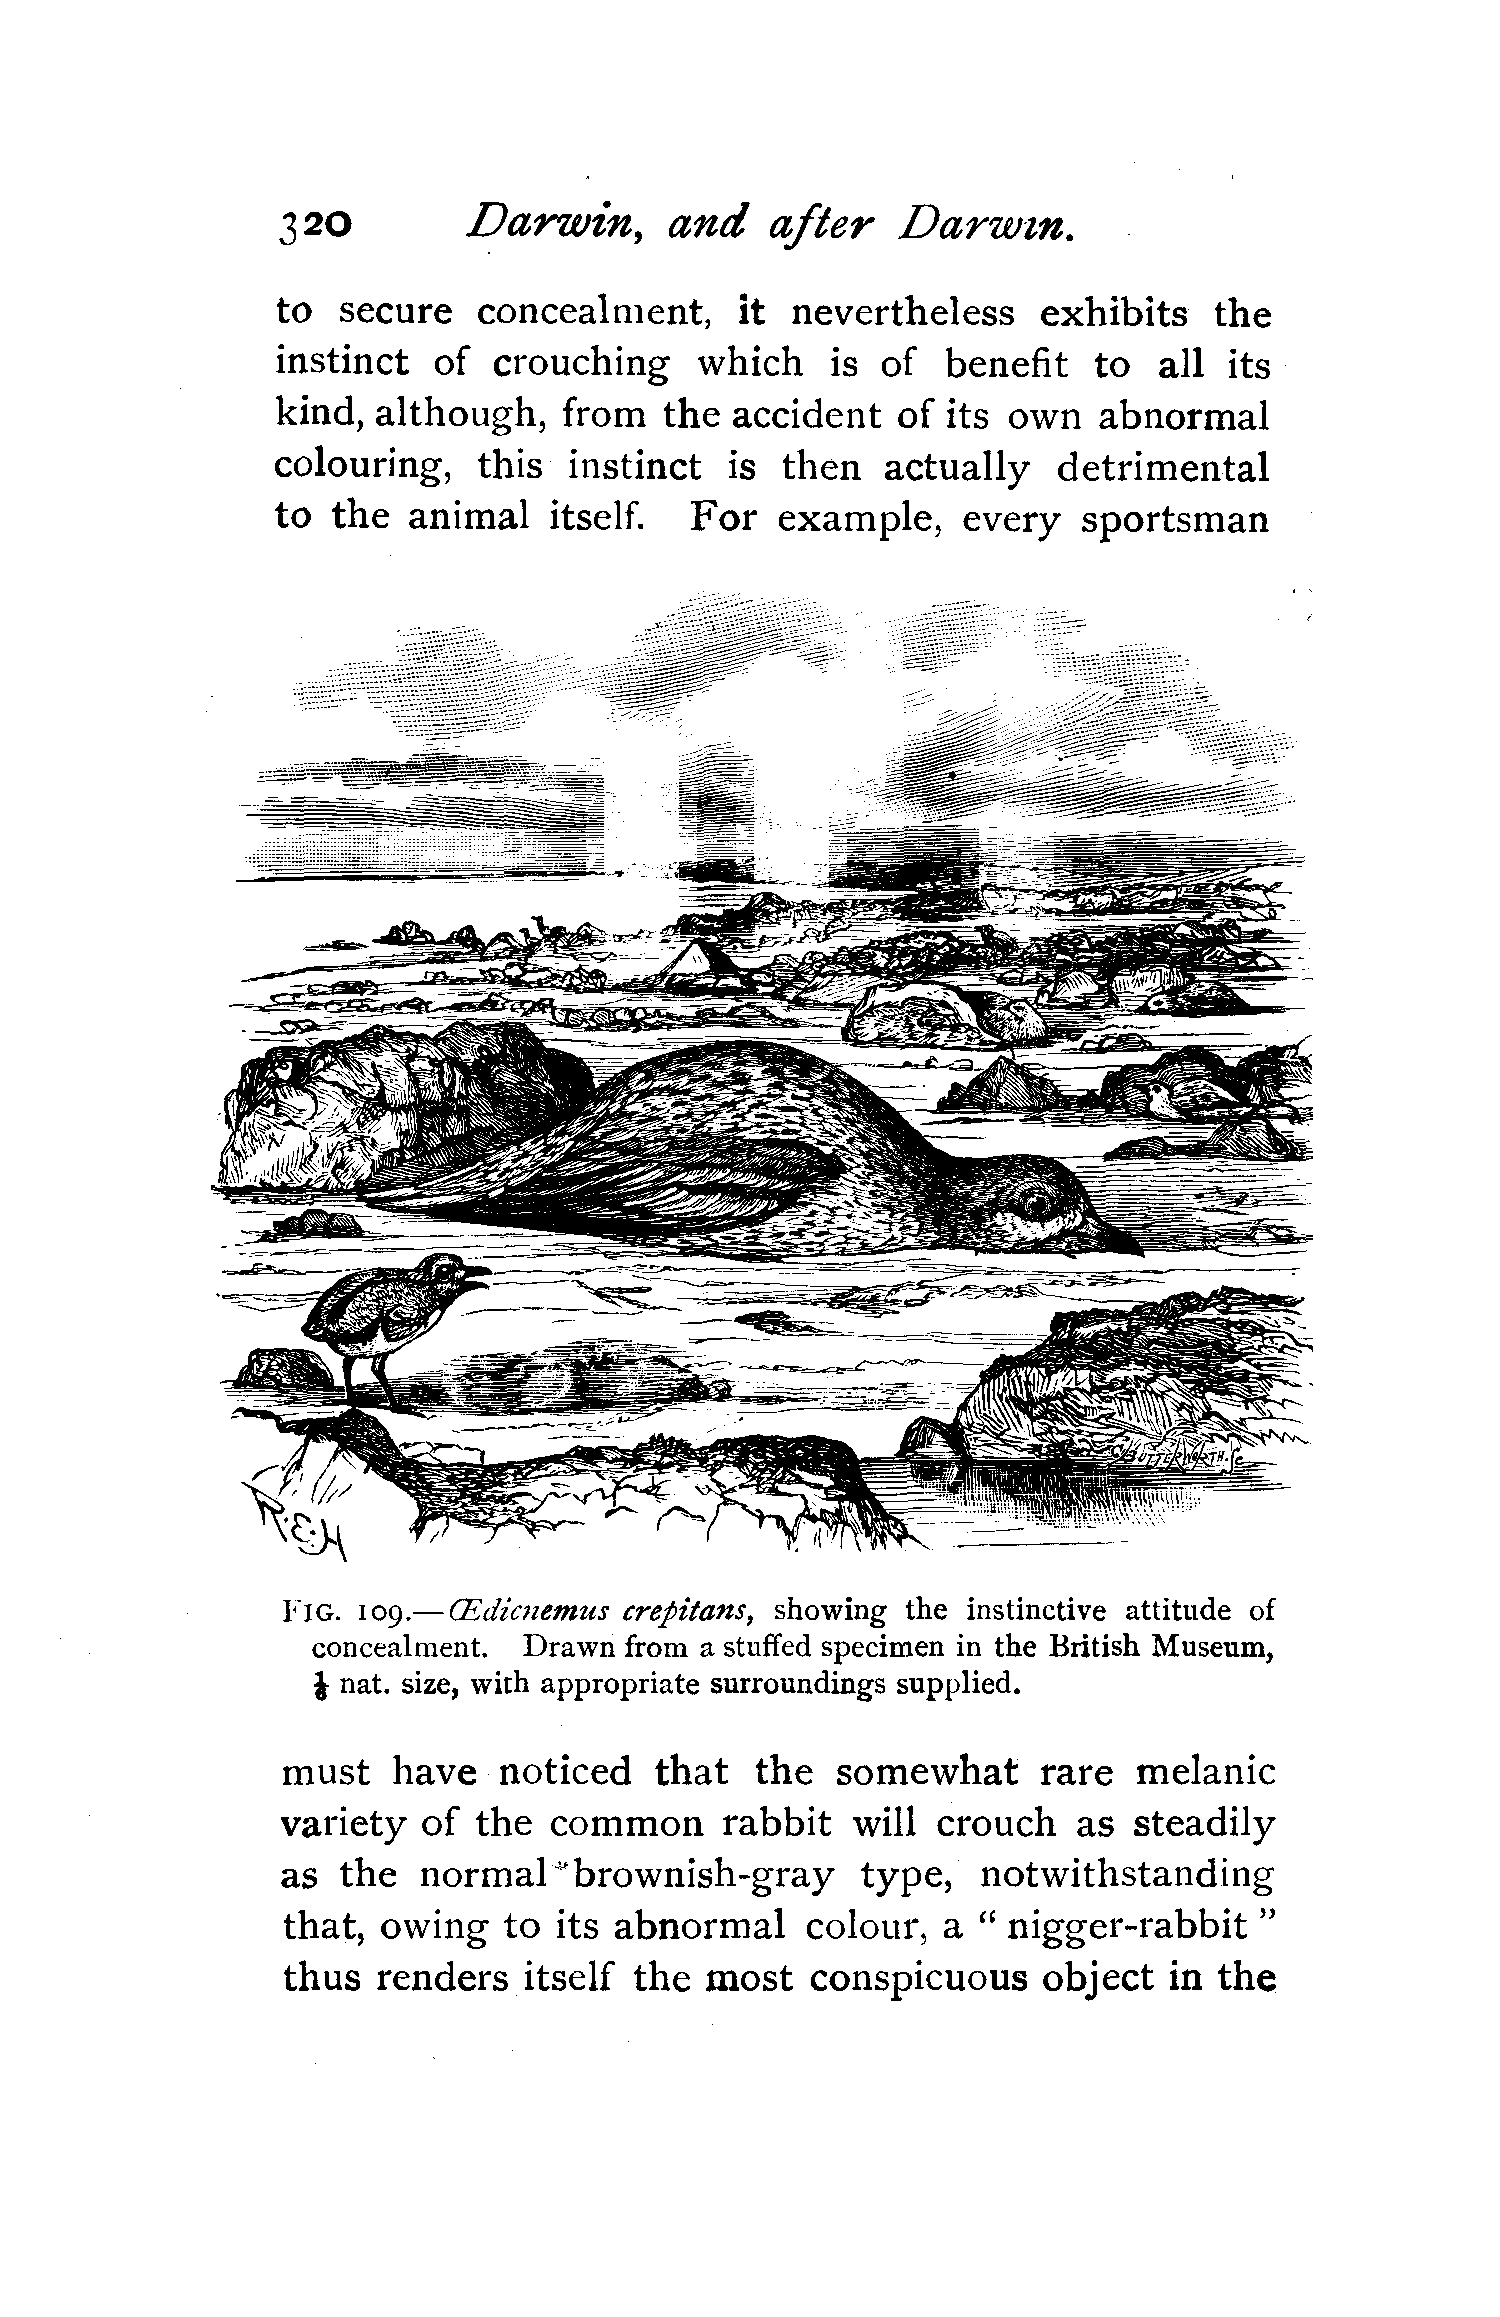 320 Darwin, and after Darwin.
to secure concealment, it nevertheless exhibits the
instinct of crouching which is of benefit to all its
kind, although, from the accident of its own abnormal
colouring, this instinct is then actually detrimental
to the animal itself. For example, every sportsman
C. BUTTERWORTH. Sc
R.E.H
FIG. 109.—Œdicnemus crepitans, showing the instinctive attitude of
concealment. Drawn from a stuffed specimen in the British Museum,
nat. size, with appropriate surroundings supplied.
must have noticed that the somewhat rare melanic
variety of the common rabbit will crouch as steadily
as the normal brownish-gray type, notwithstanding
that, owing to its abnormal colour, a “ nigger-rabbit ”
thus renders itself the most conspicuous object in the